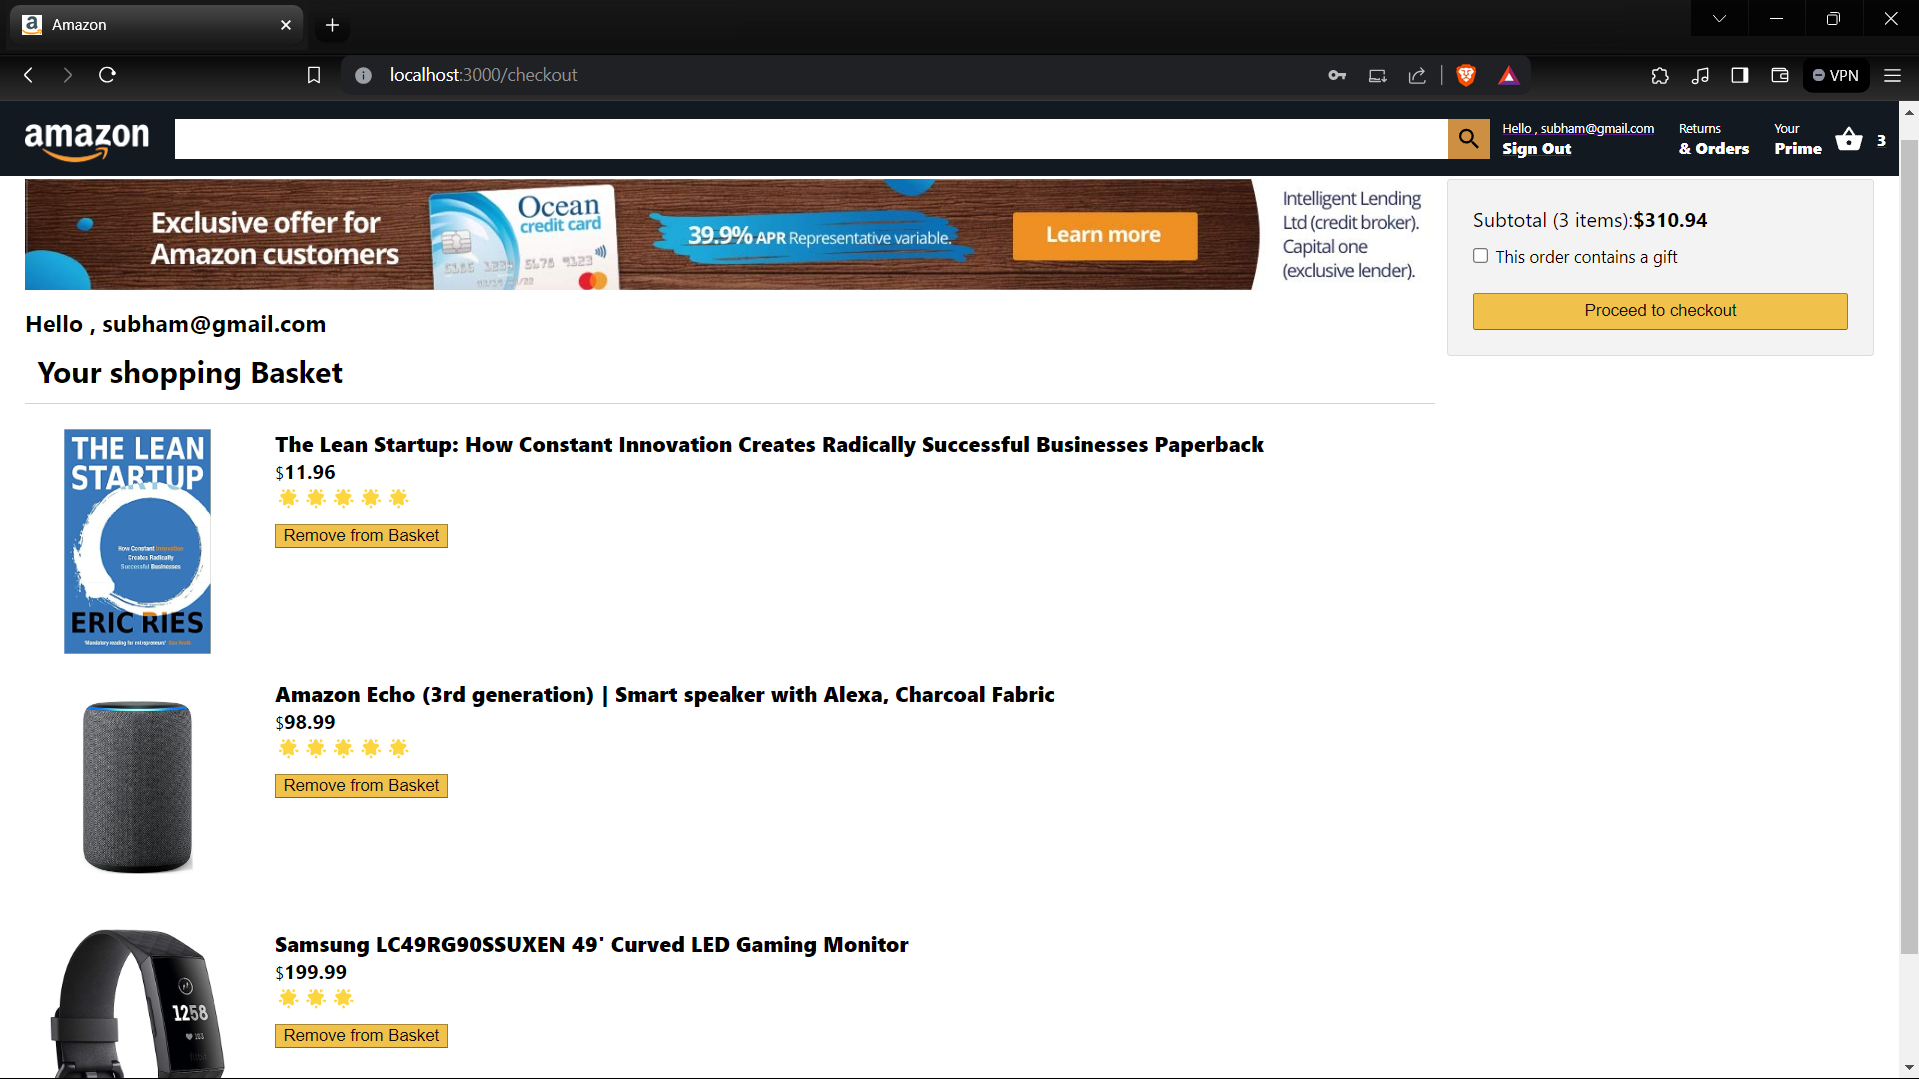 Amazon
localhost:3000/checkout
VPN
amazon
Hello , subham@gmail.com
Sign Out
Returns
& Orders
Your
Prime
3
Exclusive offer for
Amazon customers
Ocean
credit card
39.9% APR Representative variable.
Learn more
Intelligent Lending
Ltd (credit broker).
Capital one
(exclusive lender).
Subtotal (3 items):$310.94
This order contains a gift
Proceed to checkout
Hello , subham@gmail.com
Your shopping Basket
THE LEAN
STARTUP
How Constant Innovation
Creates Radically
Successful Businesses
ERIC RIES
The Lean Startup: How Constant Innovation Creates Radically Successful Businesses Paperback
$11.96
Remove from Basket
Amazon Echo (3rd generation) | Smart speaker with Alexa, Charcoal Fabric
$98.99
Remove from Basket
Samsung LC49RG90SSUXEN 49' Curved LED Gaming Monitor
$199.99
Remove from Basket
1258